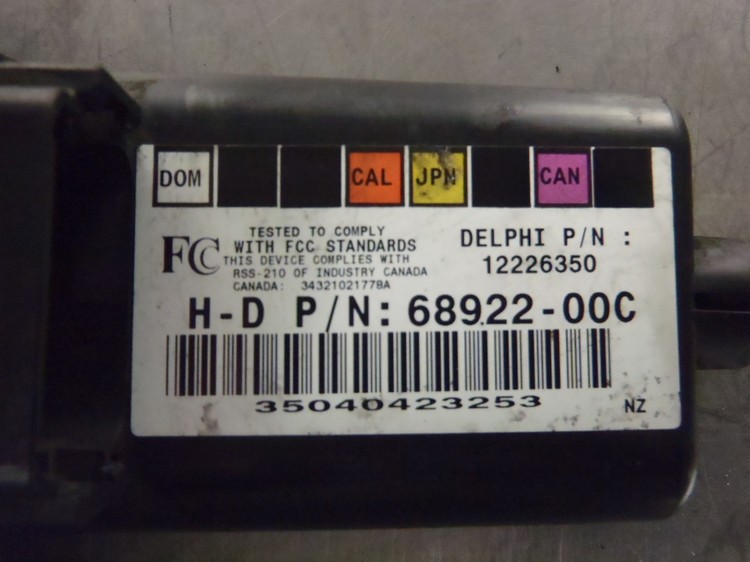 DOM CAL JPN CAN
FCC
TESTED TO COMPLY
WITH FCC STANDARDS
THIS DEVICE COMPLIES WITH
RSS-210 OF INDUSTRY CANADA
CANADA: 34321021778A
DELPHI P/N :
12226350
H-D P/N: 68922-00C
35040423253
NZ